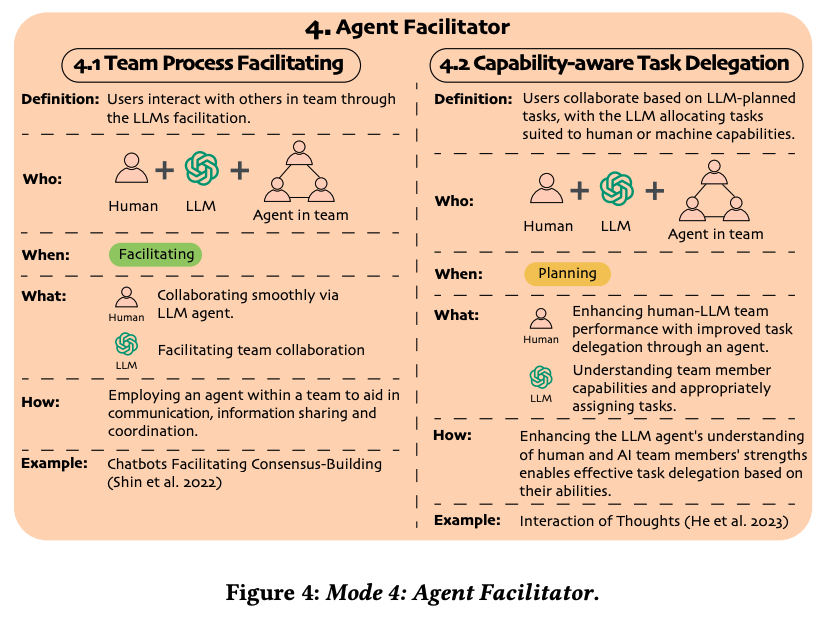 4. Agent Facilitator
4.1 Team Process Facilitating
Definition: Users interact with others in team through
the LLMs facilitation.
Who:
Human
LLM
Agent in team
When: Facilitating
What:
Human
Collaborating smoothly via
LLM agent.
LLM
Facilitating team collaboration
How: Employing an agent within a team to aid in
communication, information sharing and
coordination.
Example: Chatbots Facilitating Consensus-Building
(Shin et al. 2022)
4.2 Capability-aware Task Delegation
Definition: Users collaborate based on LLM-planned
tasks, with the LLM allocating tasks
suited to human or machine capabilities.
Who:
Human
LLM
Agent in team
When: Planning
What:
Human
Enhancing human-LLM team
performance with improved task
delegation through an agent.
LLM
Understanding team member
capabilities and appropriately
assigning tasks.
How: Enhancing the LLM agent's understanding
of human and AI team members' strengths
enables effective task delegation based on
their abilities.
Example: Interaction of Thoughts (He et al. 2023)
Figure 4: Mode 4: Agent Facilitator.